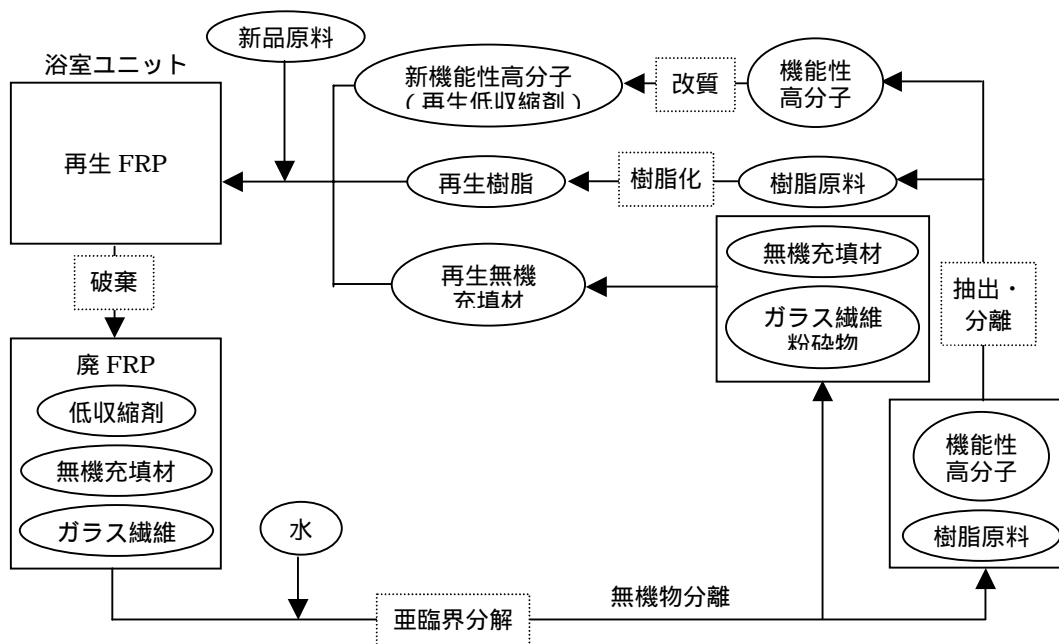 新品原料
浴室ユニット
再生 FRP
新機能性高分子
(再生低収縮剤)
改質
機能性
高分子
再生樹脂
樹脂化
樹脂原料
再生無機
充填材
無機充填材
ガラス繊維
粉砕物
抽出・
分離
破棄
廃 FRP
低収縮剤
無機充填材
ガラス繊維
水
亜臨界分解
無機物分離
機能性
高分子
樹脂原料